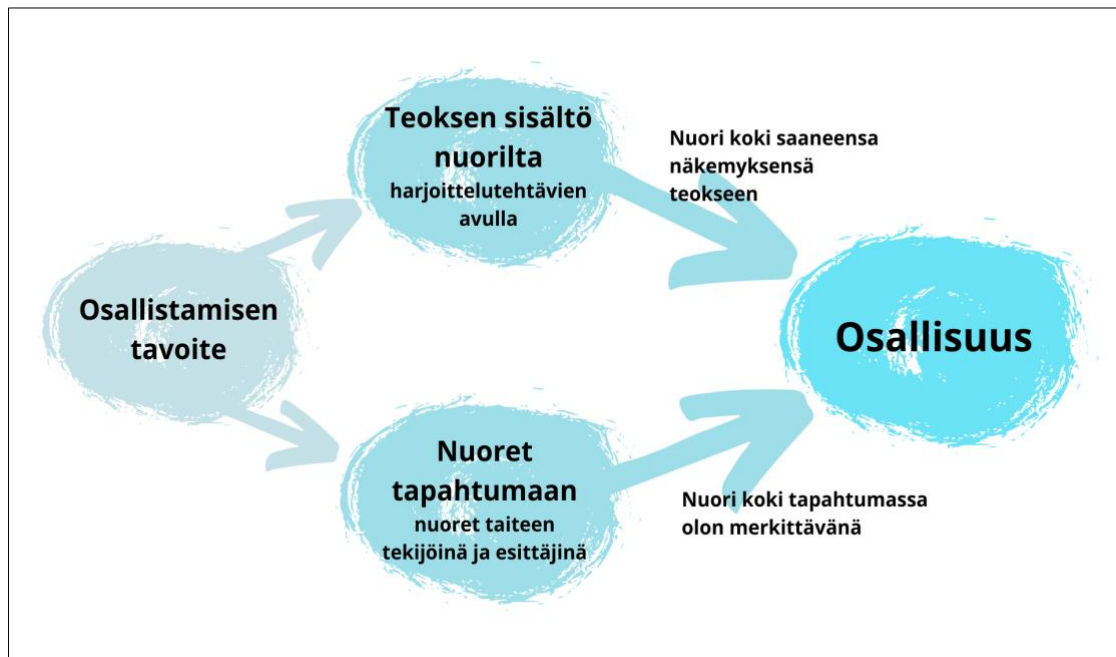 Osallistamisen
tavoite
Teoksen sisältö
nuorilta
harjoittelutehtävien
avulla
Nuori koki saaneensa
näkemyksensä
teokseen
Nuoret
tapahtumaan
nuoret taiteen
tekijöinä ja esittäjinä
Nuori koki tapahtumassa
olon merkittävänä
Osallisuus